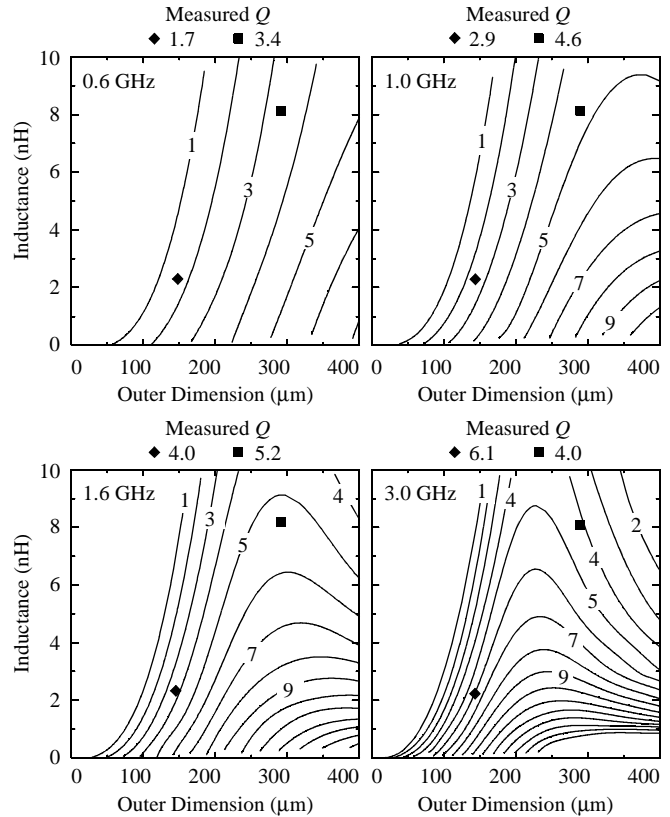 Measured Q
◆ 1.7 ■ 3.4
10
8
6
4
2
0
Inductance (nH)
0.6 GHz
1
3
5
0 100 200 300 400
Outer Dimension (μm)
Measured Q
◆ 2.9 ■ 4.6
1.0 GHz
1
3
5
7
9
0 100 200 300 400
Outer Dimension (μm)
Measured Q
◆ 4.0 ■ 5.2
10
8
6
4
2
0
Inductance (nH)
1.6 GHz
1
3
4
5
7
9
0 100 200 300 400
Outer Dimension (μm)
Measured Q
◆ 6.1 ■ 4.0
3.0 GHz
1
4
2
4
5
7
9
0 100 200 300 400
Outer Dimension (μm)